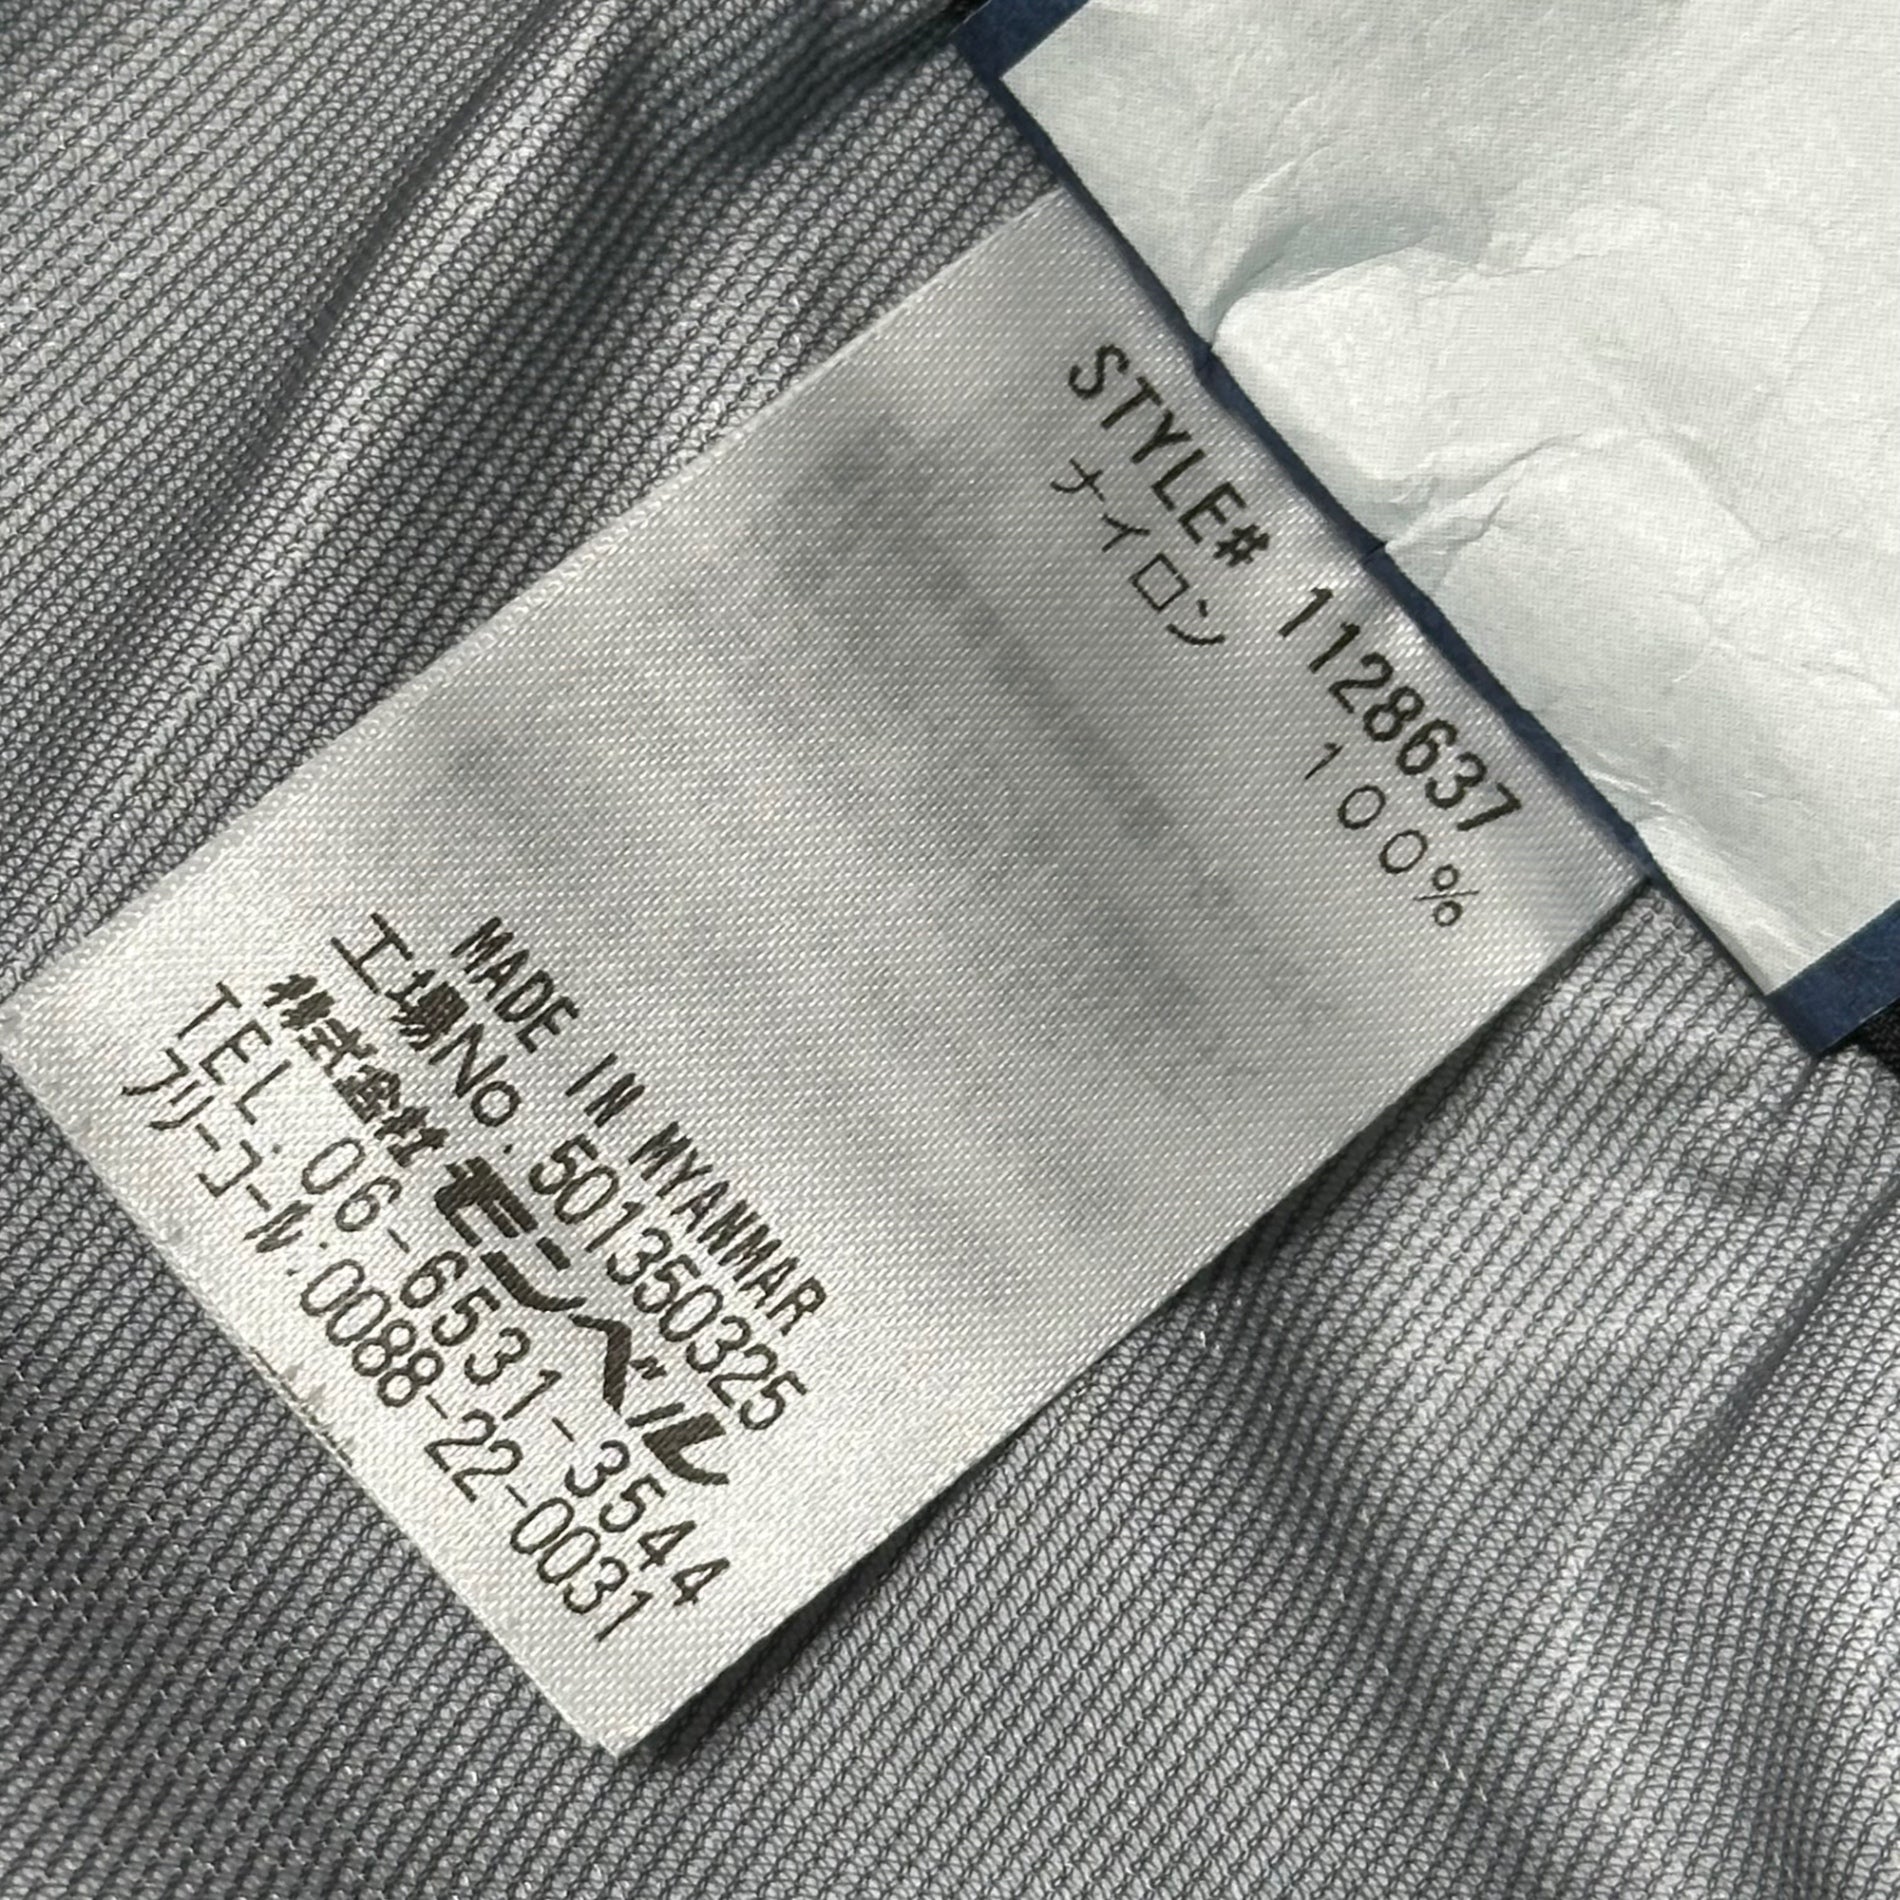 STYLE# 1128637
ナイロン 100%
MADE IN MYANMAR
工場No. 501350325
株式会社モンベル
TEL. 06-6531-3544
フリーコール:0088-22-0031